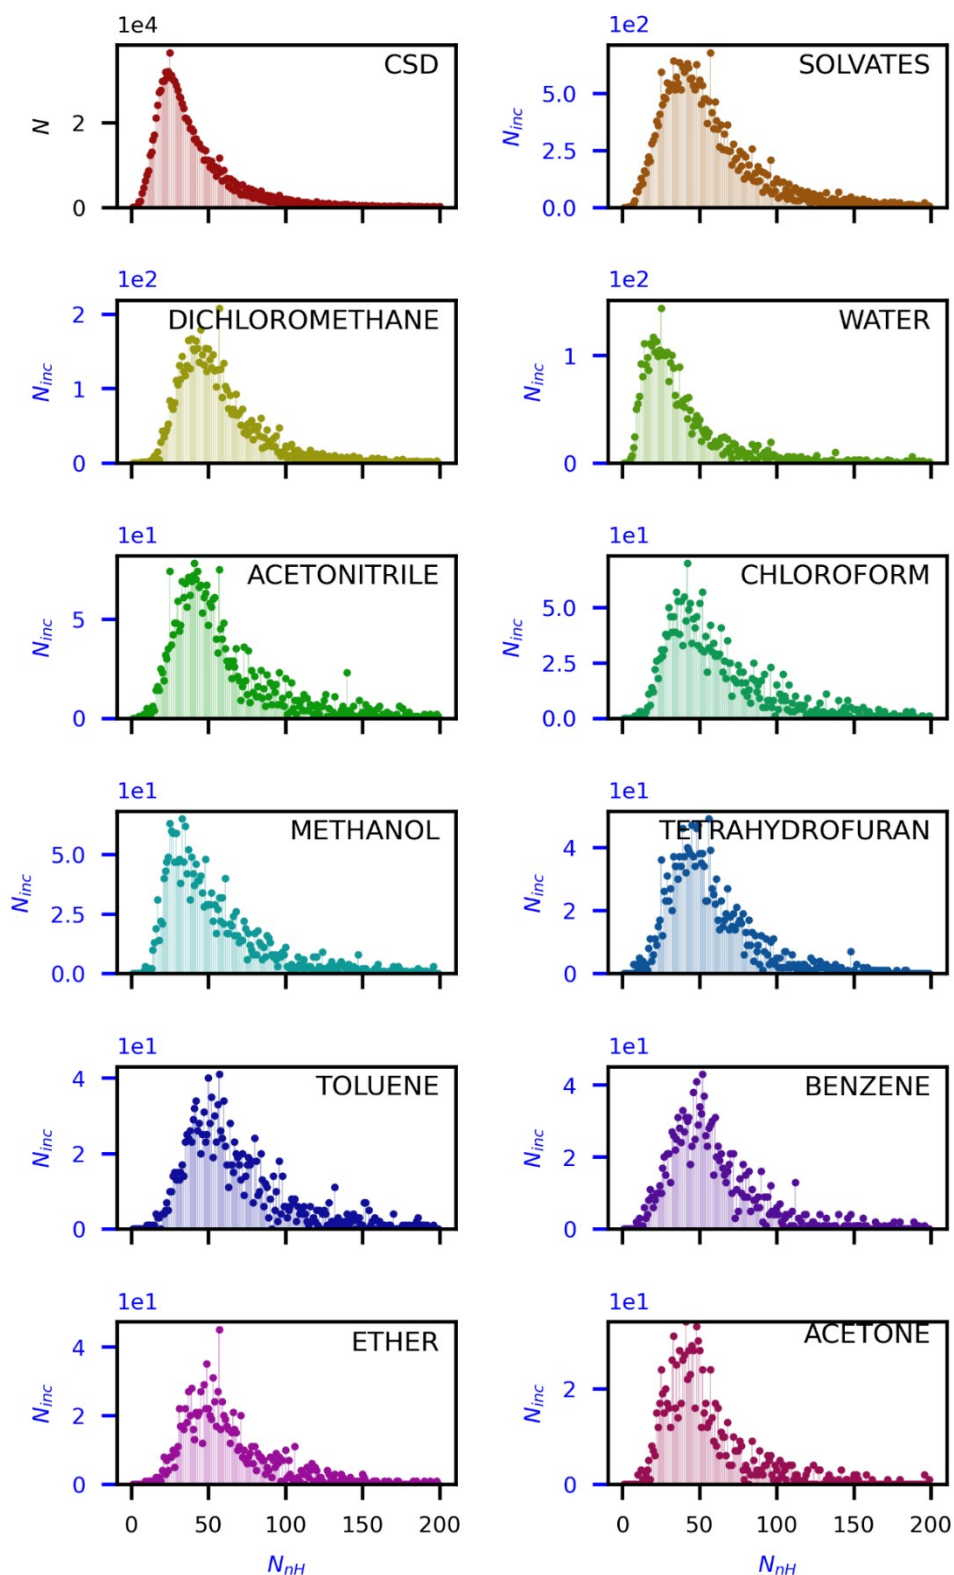 1e4
CSD
N
2
0
1e2
SOLVATES
N_inc
5.0
2.5
0.0
1e2
DICHLOROMETHANE
N_inc
2
1
0
1e2
WATER
N_inc
1
0
1e1
ACETONITRILE
N_inc
5
0
1e1
CHLOROFORM
N_inc
5.0
2.5
0.0
1e1
METHANOL
N_inc
5.0
2.5
0.0
1e1
TETRAHYDROFURAN
N_inc
4
2
0
1e1
TOLUENE
N_inc
4
2
0
1e1
BENZENE
N_inc
4
2
0
1e1
ETHER
N_inc
4
2
0
0 50 100 150 200
N_nH
1e1
ACETONE
N_inc
2
0
0 50 100 150 200
N_nH